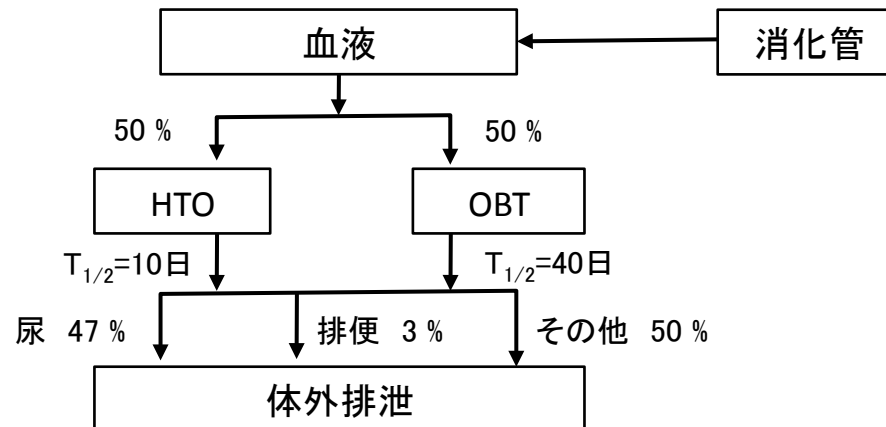 血液
消化管
50 %
50 %
HTO
OBT
T1/2=10日
T1/2=40日
尿 47 %
排便 3 %
その他 50 %
体外排泄